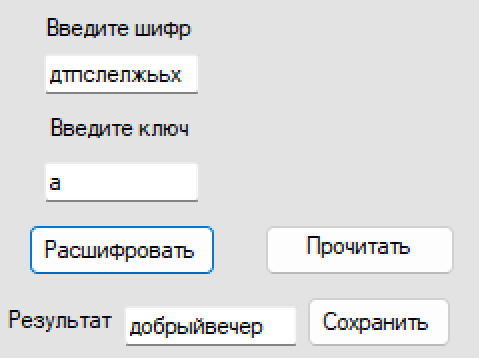 Введите шифр
дтпслелжььх
Введите ключ
а
Расшифровать
Прочитать
Результат
добрыйвечер
Сохранить